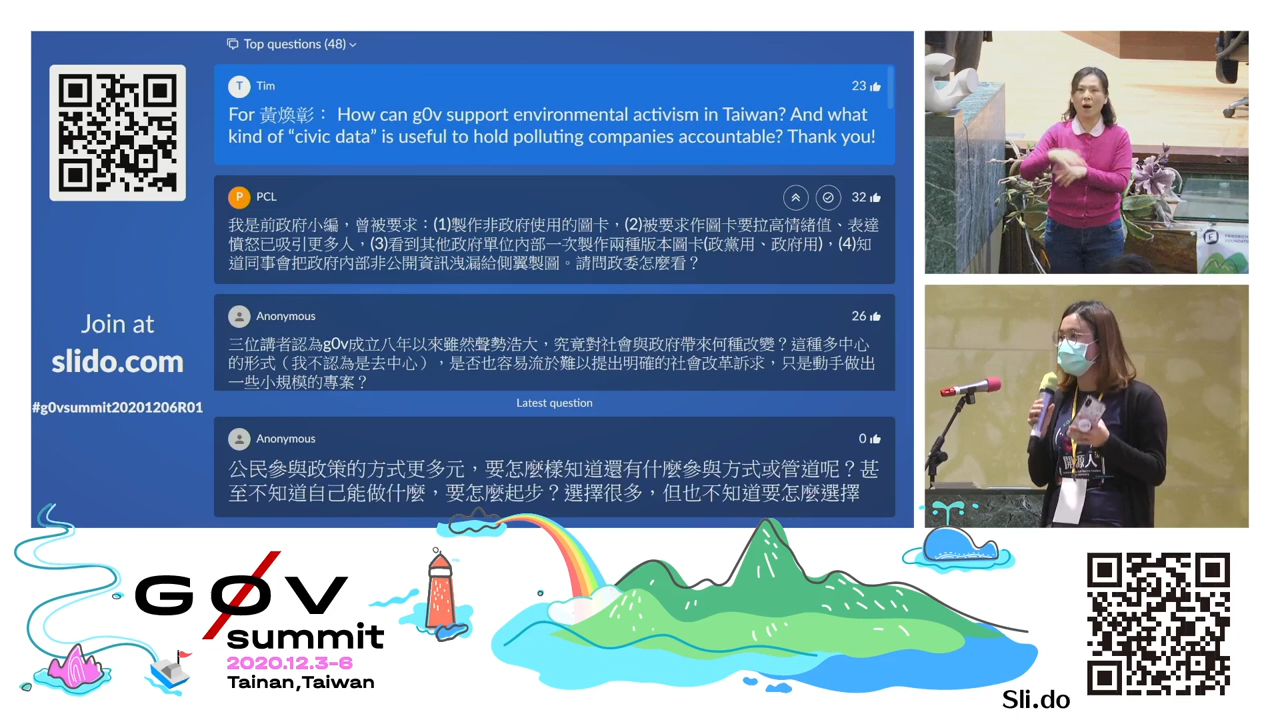 Top questions (48)
T Tim 23
For 黃煥彰： How can g0v support environmental activism in Taiwan? And what
kind of “civic data” is useful to hold polluting companies accountable? Thank you!
P PCL 32
我是前政府小編，曾被要求：(1)製作非政府使用的圖卡，(2)被要求作圖卡要拉高情緒值、表達
憤怒已吸引更多人，(3)看到其他政府單位內部一次製作兩種版本圖卡(政黨用、政府用)，(4)知
道同事會把政府內部非公開資訊洩漏給側翼製圖。請問政委怎麼看？
Anonymous 26
三位講者認為g0v成立八年以來雖然聲勢浩大，究竟對社會與政府帶來何種改變？這種多中心
的形式（我不認為是去中心），是否也容易流於難以提出明確的社會改革訴求，只是動手做出
一些小規模的專案？
Latest question
Anonymous 0
公民參與政策的方式更多元，要怎麼樣知道還有什麼參與方式或管道呢？甚
至不知道自己能做什麼，要怎麼起步？選擇很多，但也不知道要怎麼選擇
Join at
slido.com
#g0vsummit20201206R01
開源人
G0V
summit
2020.12.3-6
Tainan,Taiwan
Sli.do